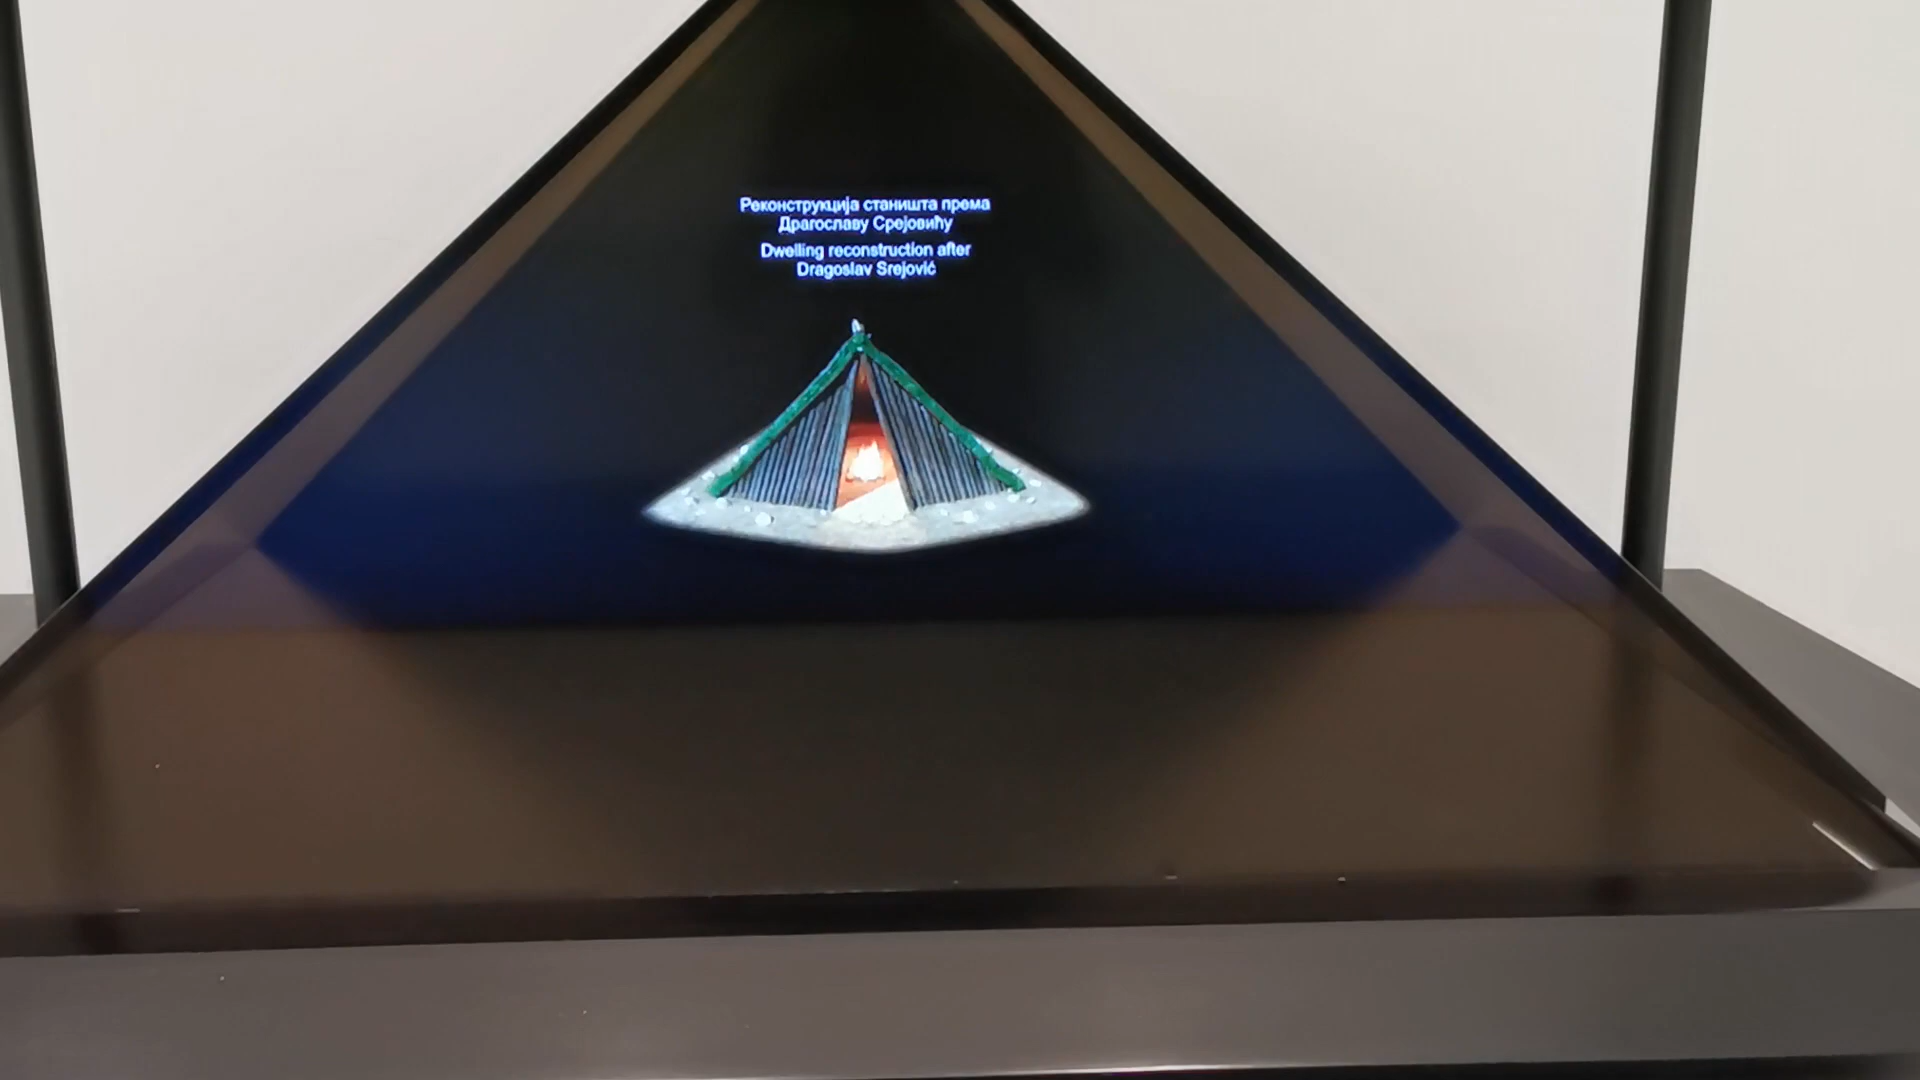 Реконструкција станишта према
Драгославу Срејовићу
Dwelling reconstruction after
Dragoslav Srejović